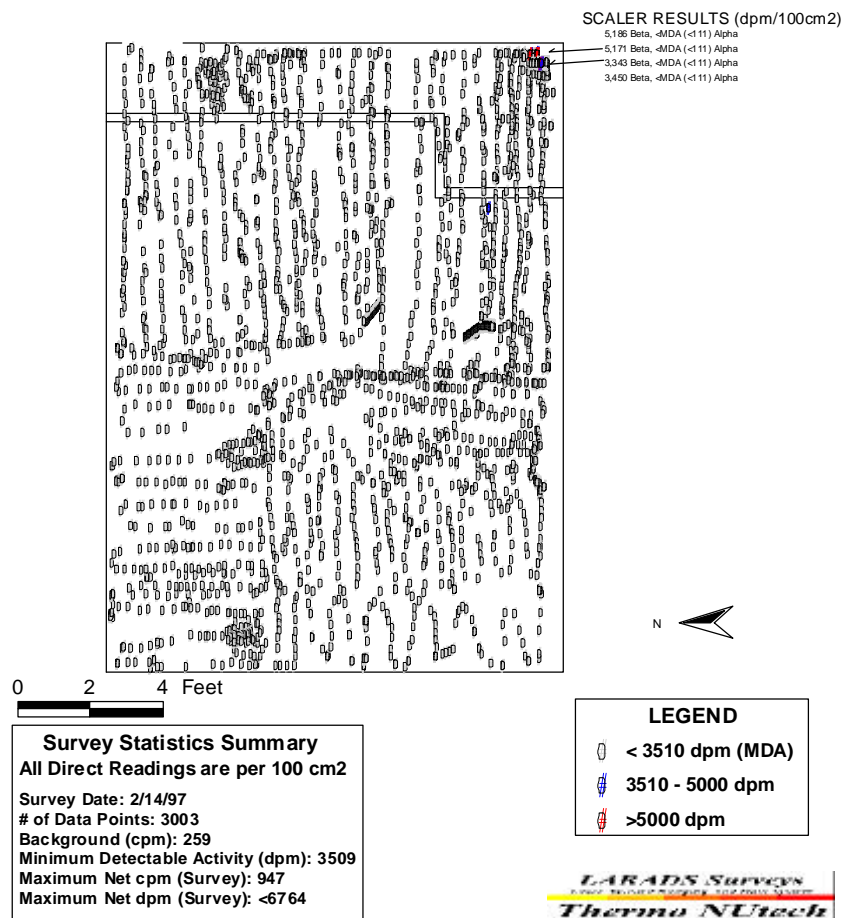 SCALER RESULTS (dpm/100cm2)
5,186 Beta, <MDA (<111) Alpha
5,171 Beta, <MDA (<111) Alpha
3,343 Beta, <MDA (<111) Alpha
3,450 Beta, <MDA (<111) Alpha
N
0 2 4 Feet
Survey Statistics Summary
All Direct Readings are per 100 cm2
Survey Date: 2/14/97
# of Data Points: 3003
Background (cpm): 259
Minimum Detectable Activity (dpm): 3509
Maximum Net cpm (Survey): 947
Maximum Net dpm (Survey): <6764
LEGEND
< 3510 dpm (MDA)
3510 - 5000 dpm
>5000 dpm
LARADS Surveys
Thermo NUtech